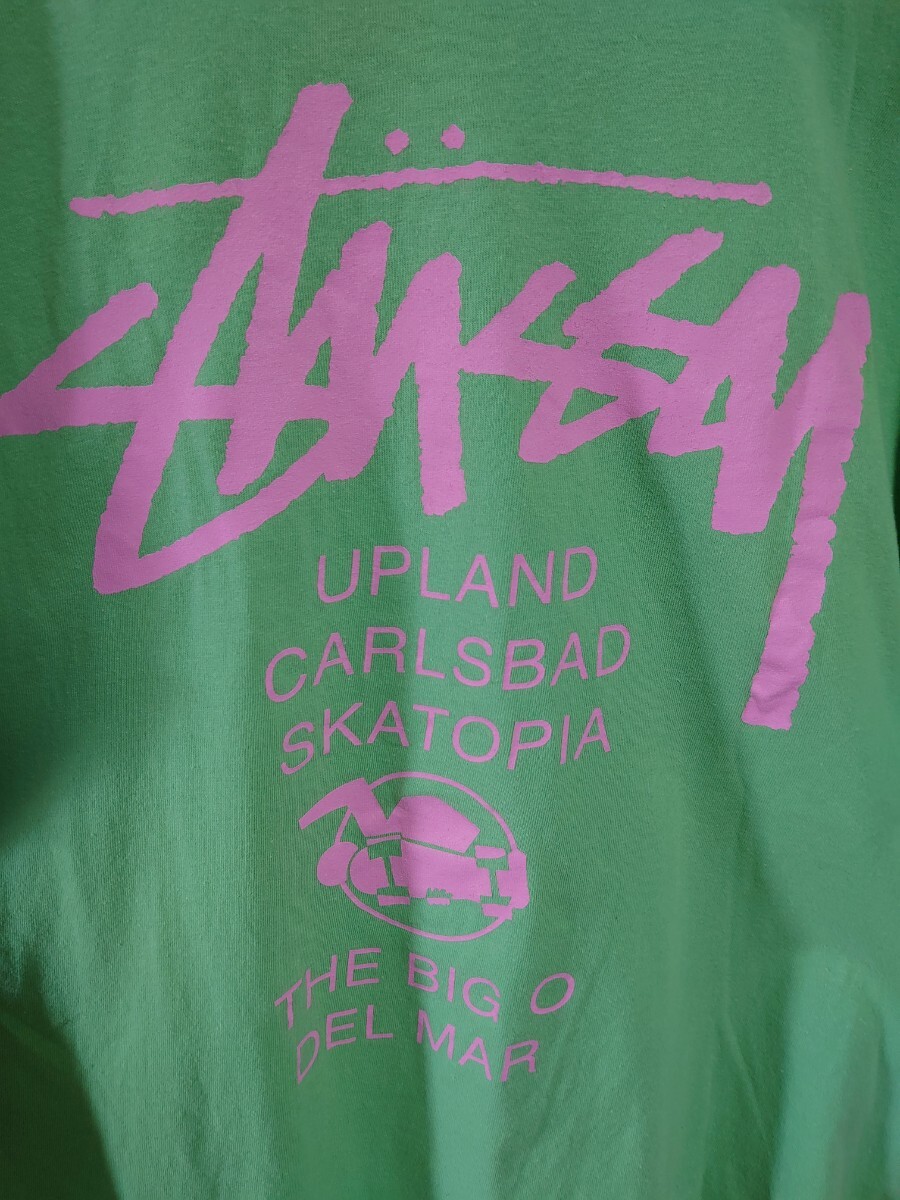 STÜSSY
UPLAND
CARLSBAD
SKATOPIA
THE BIG O
DEL MAR